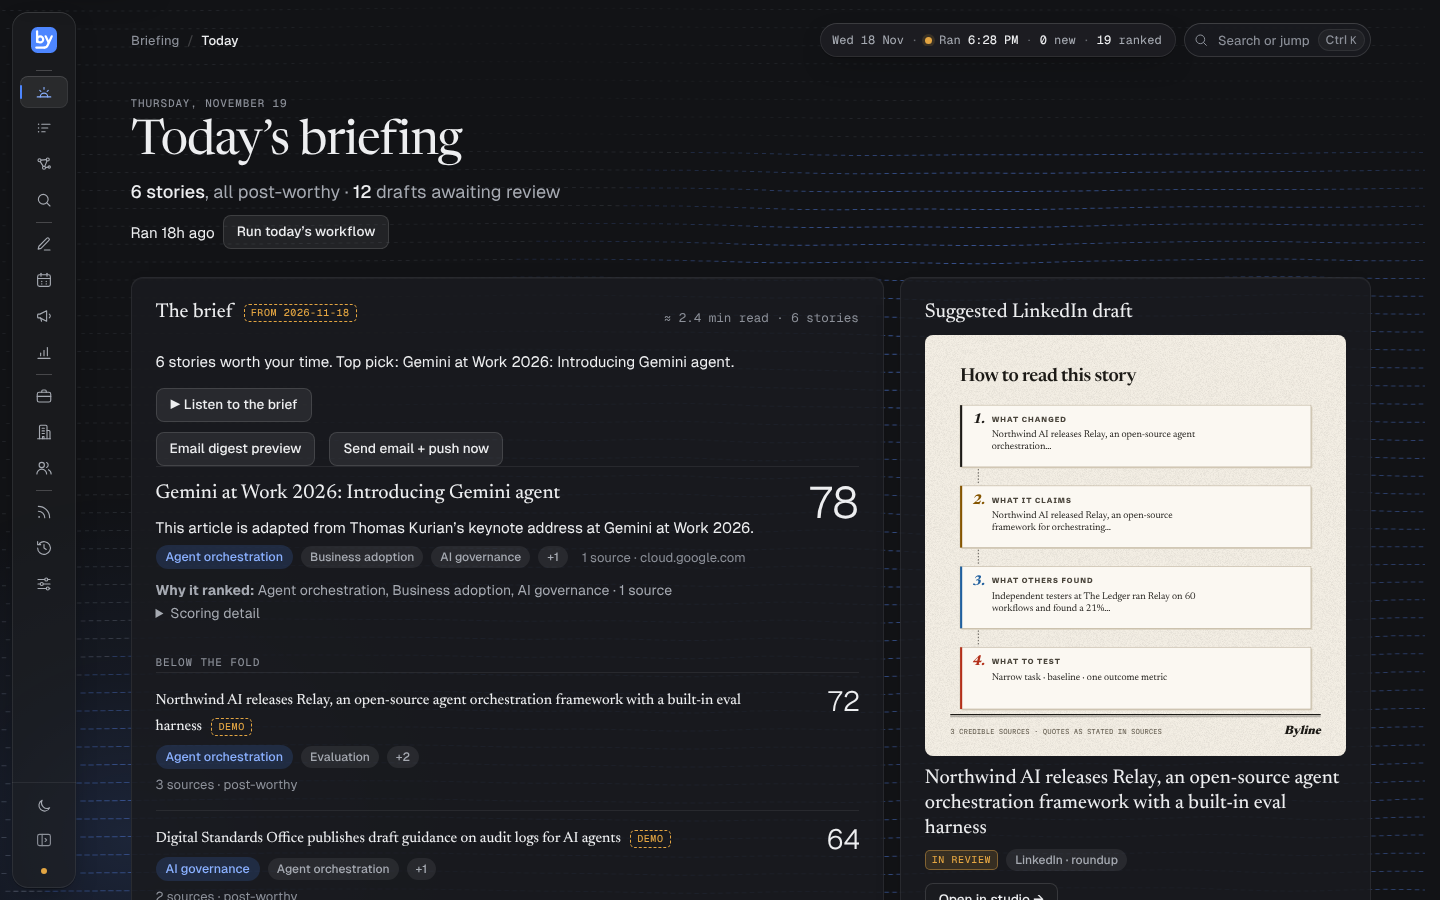 by
Briefing / Today
Wed 18 Nov · Ran 6:28 PM · 0 new · 19 ranked
Search or jump Ctrl K
THURSDAY, NOVEMBER 19
Today's briefing
6 stories, all post-worthy · 12 drafts awaiting review
Ran 18h ago Run today's workflow
The brief FROM 2026-11-18
≈ 2.4 min read · 6 stories
6 stories worth your time. Top pick: Gemini at Work 2026: Introducing Gemini agent.
▶ Listen to the brief
Email digest preview Send email + push now
Gemini at Work 2026: Introducing Gemini agent 78
This article is adapted from Thomas Kurian's keynote address at Gemini at Work 2026.
Agent orchestration Business adoption AI governance +1 1 source · cloud.google.com
Why it ranked: Agent orchestration, Business adoption, AI governance · 1 source
▶ Scoring detail
BELOW THE FOLD
Northwind AI releases Relay, an open-source agent orchestration framework with a built-in eval 72
harness DEMO
Agent orchestration Evaluation +2
3 sources · post-worthy
Digital Standards Office publishes draft guidance on audit logs for AI agents DEMO 64
AI governance Agent orchestration +1
2 sources · post-worthy
Suggested LinkedIn draft
How to read this story
1. WHAT CHANGED
Northwind AI releases Relay, an open-source agent
orchestration...
2. WHAT IT CLAIMS
Northwind AI released Relay, an open-source
framework for orchestrating...
3. WHAT OTHERS FOUND
Independent testers at The Ledger ran Relay on 60
workflows and found a 21%...
4. WHAT TO TEST
Narrow task · baseline · one outcome metric
3 CREDIBLE SOURCES · QUOTES AS STATED IN SOURCES Byline
Northwind AI releases Relay, an open-source agent
orchestration framework with a built-in eval
harness
IN REVIEW LinkedIn · roundup
Open in studio →